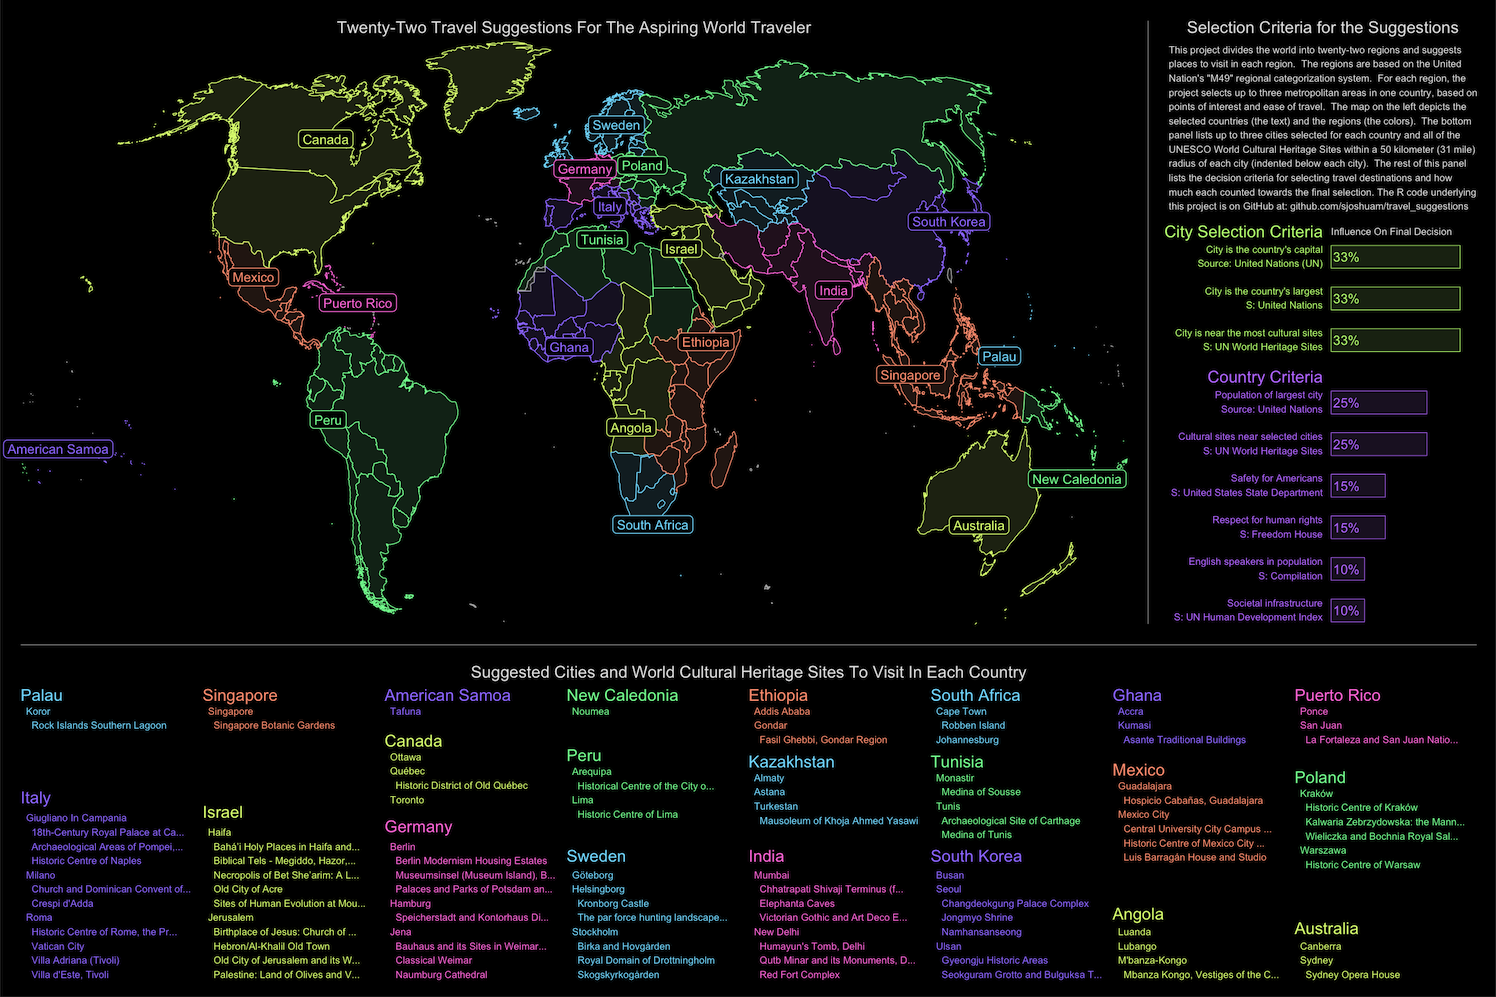 Twenty-Two Travel Suggestions For The Aspiring World Traveler
Canada
Sweden
Germany
Poland
Kazakhstan
Italy
South Korea
Tunisia
Israel
Mexico
Puerto Rico
India
Ghana
Ethiopia
Palau
Singapore
Peru
Angola
American Samoa
New Caledonia
South Africa
Australia
Selection Criteria for the Suggestions
This project divides the world into twenty-two regions and suggests
places to visit in each region. The regions are based on the United
Nation's "M49" regional categorization system. For each region, the
project selects up to three metropolitan areas in one country, based on
points of interest and ease of travel. The map on the left depicts the
selected countries (the text) and the regions (the colors). The bottom
panel lists up to three cities selected for each country and all of the
UNESCO World Cultural Heritage Sites within a 50 kilometer (31 mile)
radius of each city (indented below each city). The rest of this panel
lists the decision criteria for selecting travel destinations and how
much each counted towards the final selection. The R code underlying
this project is on GitHub at: github.com/sjoshuam/travel_suggestions
City Selection Criteria Influence On Final Decision
City is the country's capital
Source: United Nations (UN)
33%
City is the country's largest
S: United Nations
33%
City is near the most cultural sites
S: UN World Heritage Sites
33%
Country Criteria
Population of largest city
Source: United Nations
25%
Cultural sites near selected cities
S: UN World Heritage Sites
25%
Safety for Americans
S: United States State Department
15%
Respect for human rights
S: Freedom House
15%
English speakers in population
S: Compilation
10%
Societal infrastructure
S: UN Human Development Index
10%
Suggested Cities and World Cultural Heritage Sites To Visit In Each Country
Palau
Koror
Rock Islands Southern Lagoon
Italy
Giugliano In Campania
18th-Century Royal Palace at Ca...
Archaeological Areas of Pompei,...
Historic Centre of Naples
Milano
Church and Dominican Convent of...
Crespi d'Adda
Roma
Historic Centre of Rome, the Pr...
Vatican City
Villa Adriana (Tivoli)
Villa d'Este, Tivoli
Singapore
Singapore
Singapore Botanic Gardens
Israel
Haifa
Bahá'i Holy Places in Haifa and...
Biblical Tels - Megiddo, Hazor,...
Necropolis of Bet She'arim: A L...
Old City of Acre
Sites of Human Evolution at Mou...
Jerusalem
Birthplace of Jesus: Church of ...
Hebron/Al-Khalil Old Town
Old City of Jerusalem and its W...
Palestine: Land of Olives and V...
American Samoa
Tafuna
Canada
Ottawa
Québec
Historic District of Old Québec
Toronto
Germany
Berlin
Berlin Modernism Housing Estates
Museumsinsel (Museum Island), B...
Palaces and Parks of Potsdam an...
Hamburg
Speicherstadt and Kontorhaus Di...
Jena
Bauhaus and its Sites in Weimar...
Classical Weimar
Naumburg Cathedral
New Caledonia
Noumea
Peru
Arequipa
Historical Centre of the City o...
Lima
Historic Centre of Lima
Sweden
Göteborg
Helsingborg
Kronborg Castle
The par force hunting landscape...
Stockholm
Birka and Hovgården
Royal Domain of Drottningholm
Skogskyrkogården
Ethiopia
Addis Ababa
Gondar
Fasil Ghebbi, Gondar Region
Kazakhstan
Almaty
Astana
Turkestan
Mausoleum of Khoja Ahmed Yasawi
India
Mumbai
Chhatrapati Shivaji Terminus (f...
Elephanta Caves
Victorian Gothic and Art Deco E...
New Delhi
Humayun's Tomb, Delhi
Qutb Minar and its Monuments, D...
Red Fort Complex
South Africa
Cape Town
Robben Island
Johannesburg
Tunisia
Monastir
Medina of Sousse
Tunis
Archaeological Site of Carthage
Medina of Tunis
South Korea
Busan
Seoul
Changdeokgung Palace Complex
Jongmyo Shrine
Namhansanseong
Ulsan
Gyeongju Historic Areas
Seokguram Grotto and Bulguksa T...
Ghana
Accra
Kumasi
Asante Traditional Buildings
Mexico
Guadalajara
Hospicio Cabañas, Guadalajara
Mexico City
Central University City Campus ...
Historic Centre of Mexico City ...
Luis Barragán House and Studio
Angola
Luanda
Lubango
M'banza-Kongo
Mbanza Kongo, Vestiges of the C...
Puerto Rico
Ponce
San Juan
La Fortaleza and San Juan Natio...
Poland
Kraków
Historic Centre of Kraków
Kalwaria Zebrzydowska: the Mann...
Wieliczka and Bochnia Royal Sal...
Warszawa
Historic Centre of Warsaw
Australia
Canberra
Sydney
Sydney Opera House